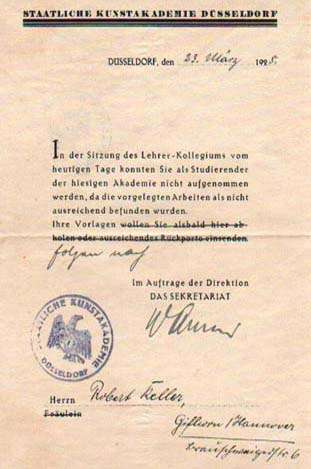 STAATLICHE KUNSTAKADEMIE DÜSSELDORF
DÜSSELDORF, den 23. März 1928.
In der Sitzung des Lehrer-Kollegiums vom
heutigen Tage konnten Sie als Studierender
der hiesigen Akademie nicht aufgenommen
werden, da die vorgelegten Arbeiten als nicht
ausreichend befunden wurden.
Ihre Vorlagen wollen Sie alsbald hier ab-
holen oder ausreichendes Rückporto einsenden.
folgen nach
Im Auftrage der Direktion
DAS SEKRETARIAT
STAATLICHE KUNSTAKADEMIE
DÜSSELDORF
Herrn Robert Keller,
Fräulein
Gifhorn / Hannover